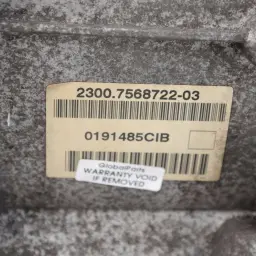 2300.7568722-03
0191485CIB
GlobalParts
WARRANTY VOID
IF REMOVED